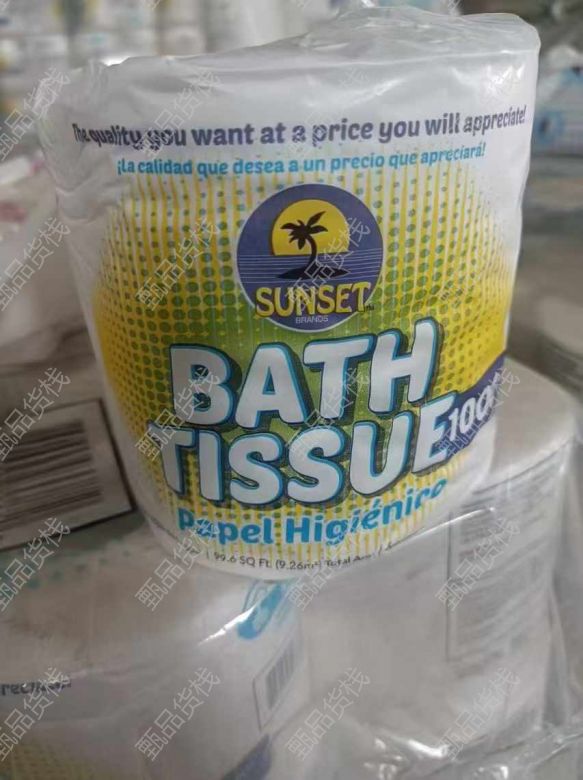 The quality you want at a price you will appreciate!
¡La calidad que desea a un precio que apreciará!
SUNSET
BRANDS
BATH
TISSUE
100
Papel Higiénico
99.6 SQ FT (9.26m²) Total
甄品货栈